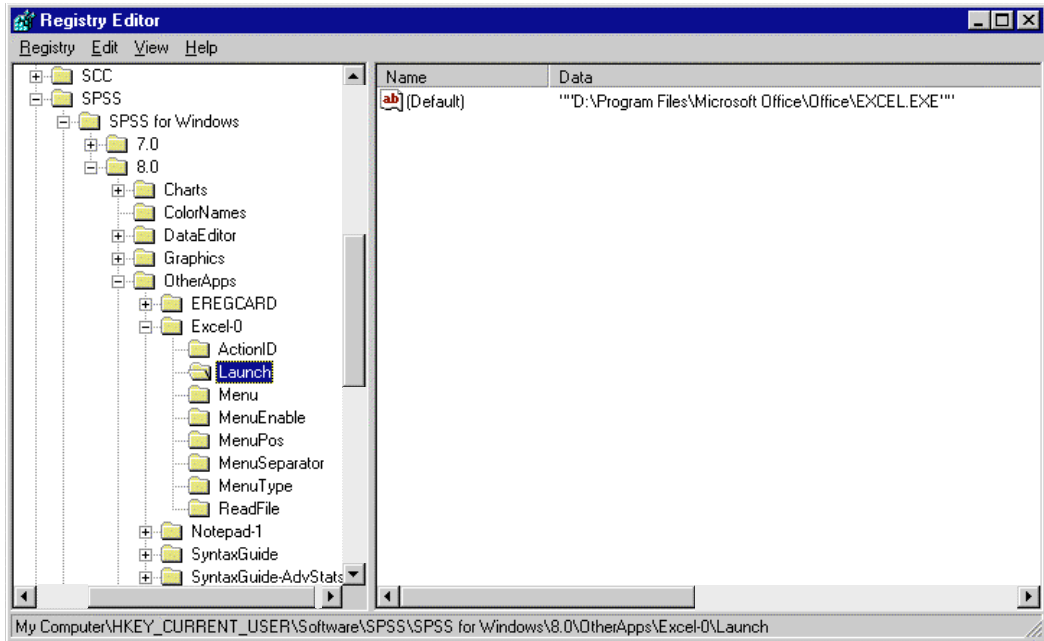 Registry Editor
Registry Edit View Help
SCC
SPSS
SPSS for Windows
7.0
8.0
Charts
ColorNames
DataEditor
Graphics
OtherApps
EREGCARD
Excel-0
ActionID
Launch
Menu
MenuEnable
MenuPos
MenuSeparator
MenuType
ReadFile
Notepad-1
SyntaxGuide
SyntaxGuide-AdvStats
Name Data
ab (Default) ""D:\Program Files\Microsoft Office\Office\EXCEL.EXE""
My Computer\HKEY_CURRENT_USER\Software\SPSS\SPSS for Windows\8.0\OtherApps\Excel-0\Launch